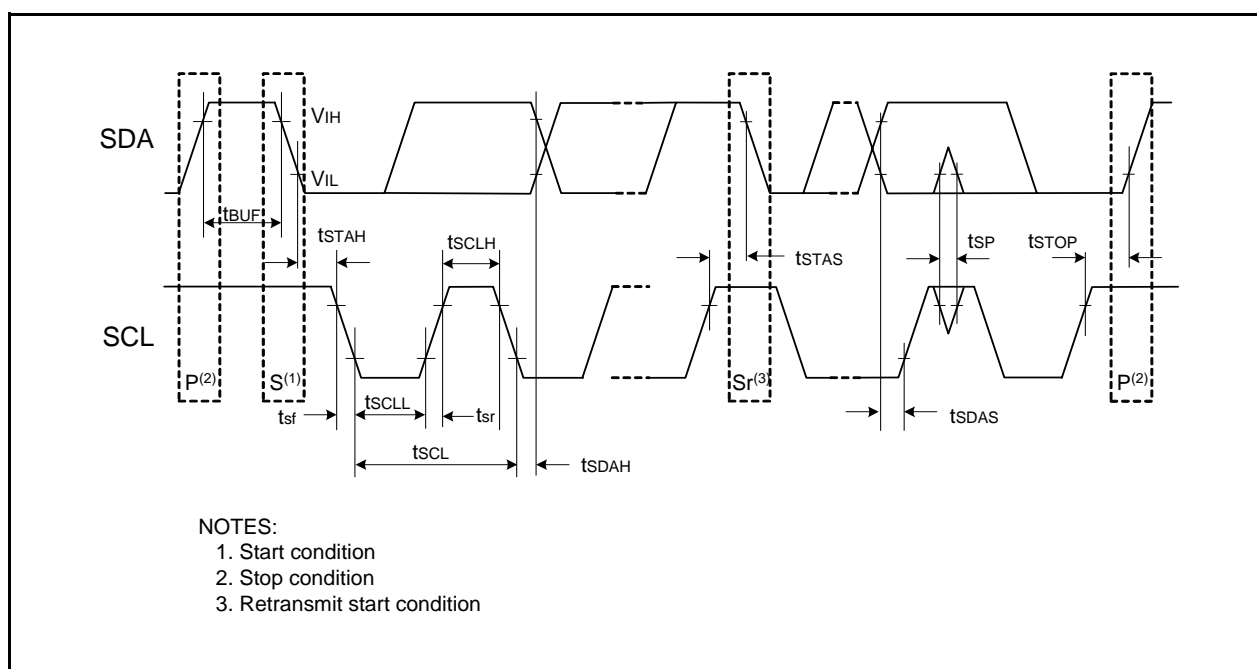 VIH
SDA
VIL
tBUF
tSTAH
tSCLH
tSTAS
tSP
tSTOP
SCL
P(2)
S(1)
Sr(3)
P(2)
tsf
tSCLL
tsr
tSDAS
tSCL
tSDAH
NOTES:
1. Start condition
2. Stop condition
3. Retransmit start condition